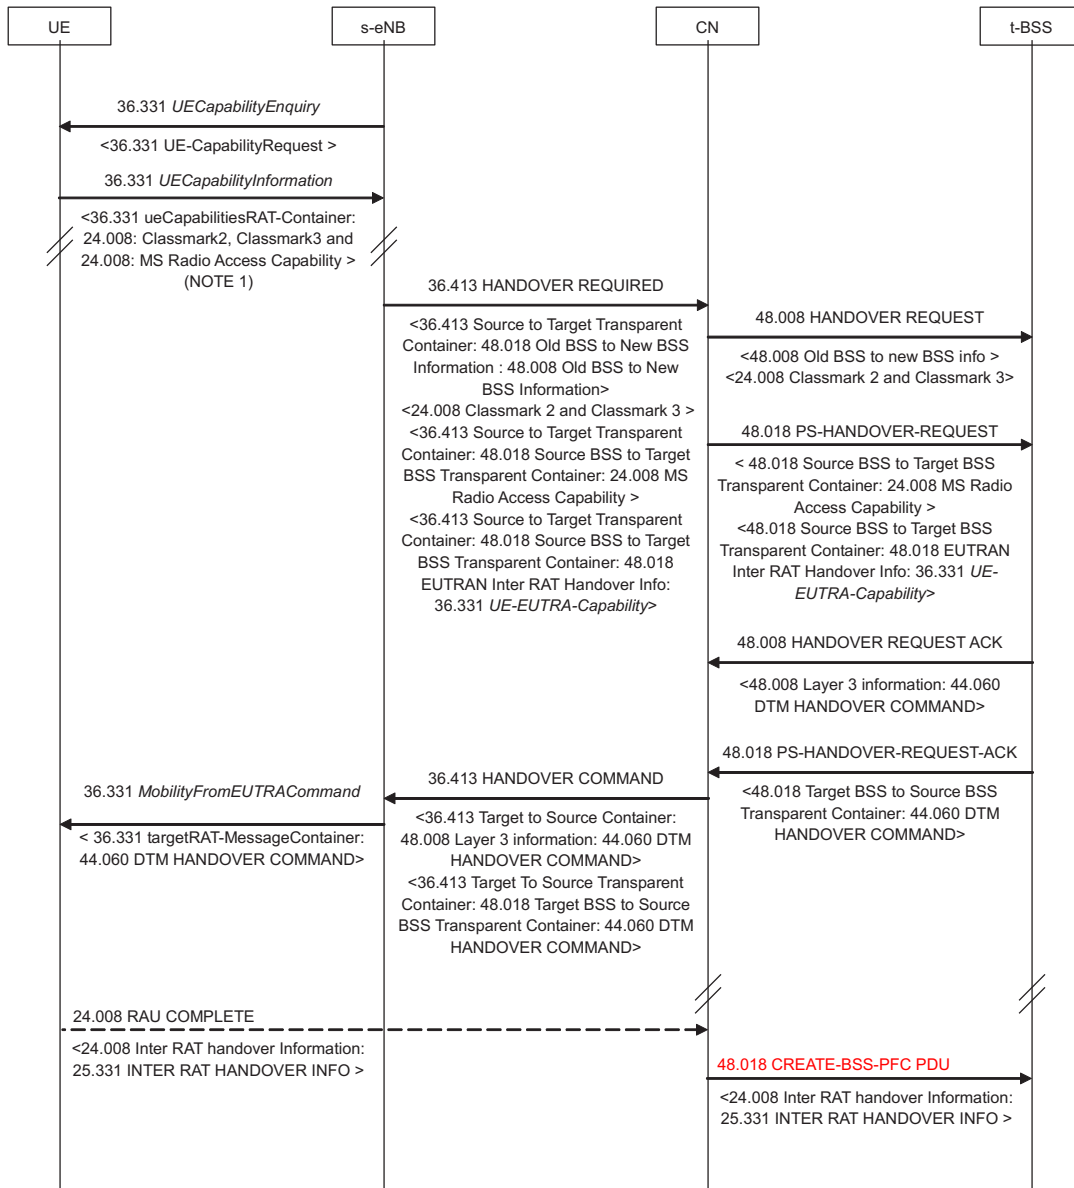 UE
s-eNB
CN
t-BSS
36.331 UECapabilityEnquiry
<36.331 UE-CapabilityRequest >
36.331 UECapabilityInformation
<36.331 ueCapabilitiesRAT-Container:
24.008: Classmark2, Classmark3 and
24.008: MS Radio Access Capability >
(NOTE 1)
36.413 HANDOVER REQUIRED
<36.413 Source to Target Transparent
Container: 48.018 Old BSS to New BSS
Information : 48.008 Old BSS to New
BSS Information>
<24.008 Classmark 2 and Classmark 3 >
<36.413 Source to Target Transparent
Container: 48.018 Source BSS to Target
BSS Transparent Container: 24.008 MS
Radio Access Capability >
<36.413 Source to Target Transparent
Container: 48.018 Source BSS to Target
BSS Transparent Container: 48.018
EUTRAN Inter RAT Handover Info:
36.331 UE-EUTRA-Capability>
48.008 HANDOVER REQUEST
<48.008 Old BSS to new BSS info >
<24.008 Classmark 2 and Classmark 3>
48.018 PS-HANDOVER-REQUEST
< 48.018 Source BSS to Target BSS
Transparent Container: 24.008 MS Radio
Access Capability >
<48.018 Source BSS to Target BSS
Transparent Container: 48.018 EUTRAN
Inter RAT Handover Info: 36.331 UE-
EUTRA-Capability>
48.008 HANDOVER REQUEST ACK
<48.008 Layer 3 information: 44.060
DTM HANDOVER COMMAND>
48.018 PS-HANDOVER-REQUEST-ACK
<48.018 Target BSS to Source BSS
Transparent Container: 44.060 DTM
HANDOVER COMMAND>
36.413 HANDOVER COMMAND
<36.413 Target to Source Container:
48.008 Layer 3 information: 44.060 DTM
HANDOVER COMMAND>
<36.413 Target To Source Transparent
Container: 48.018 Target BSS to Source
BSS Transparent Container: 44.060 DTM
HANDOVER COMMAND>
36.331 MobilityFromEUTRACommand
< 36.331 targetRAT-MessageContainer:
44.060 DTM HANDOVER COMMAND>
24.008 RAU COMPLETE
<24.008 Inter RAT handover Information:
25.331 INTER RAT HANDOVER INFO >
48.018 CREATE-BSS-PFC PDU
<24.008 Inter RAT handover Information:
25.331 INTER RAT HANDOVER INFO >